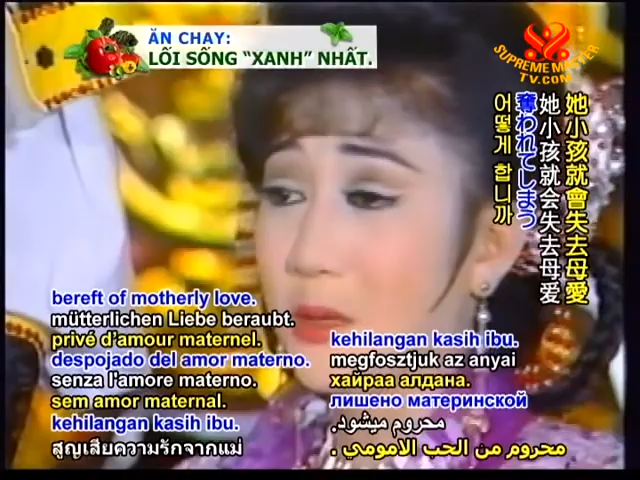 ĂN CHAY:
LỐI SỐNG “XANH” NHẤT.
SUPREME MASTER
TV.COM
她小孩就會失去母愛
她小孩就会失去母爱
奪われてしまう
어떻게 합니까
bereft of motherly love.
mütterlichen Liebe beraubt.
privé d’amour maternel.
despojado del amor materno.
senza l’amore materno.
sem amor maternal.
kehilangan kasih ibu.
สูญเสียความรักจากแม่
kehilangan kasih ibu.
megfosztjuk az anyai
хайраа алдана.
лишено материнской
محروم میشود.
محروم من الحب الامومي .